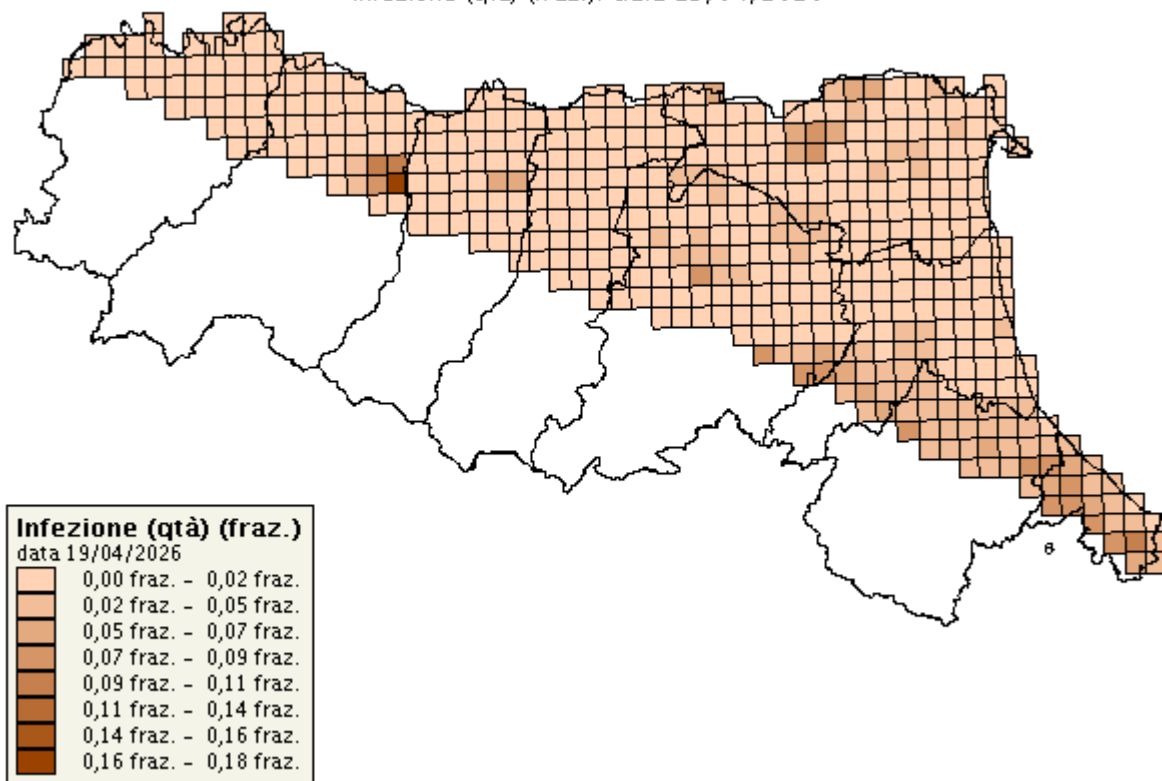 Infezione (qtà) (fraz.)
data 19/04/2026
0,00 fraz. - 0,02 fraz.
0,02 fraz. - 0,05 fraz.
0,05 fraz. - 0,07 fraz.
0,07 fraz. - 0,09 fraz.
0,09 fraz. - 0,11 fraz.
0,11 fraz. - 0,14 fraz.
0,14 fraz. - 0,16 fraz.
0,16 fraz. - 0,18 fraz.